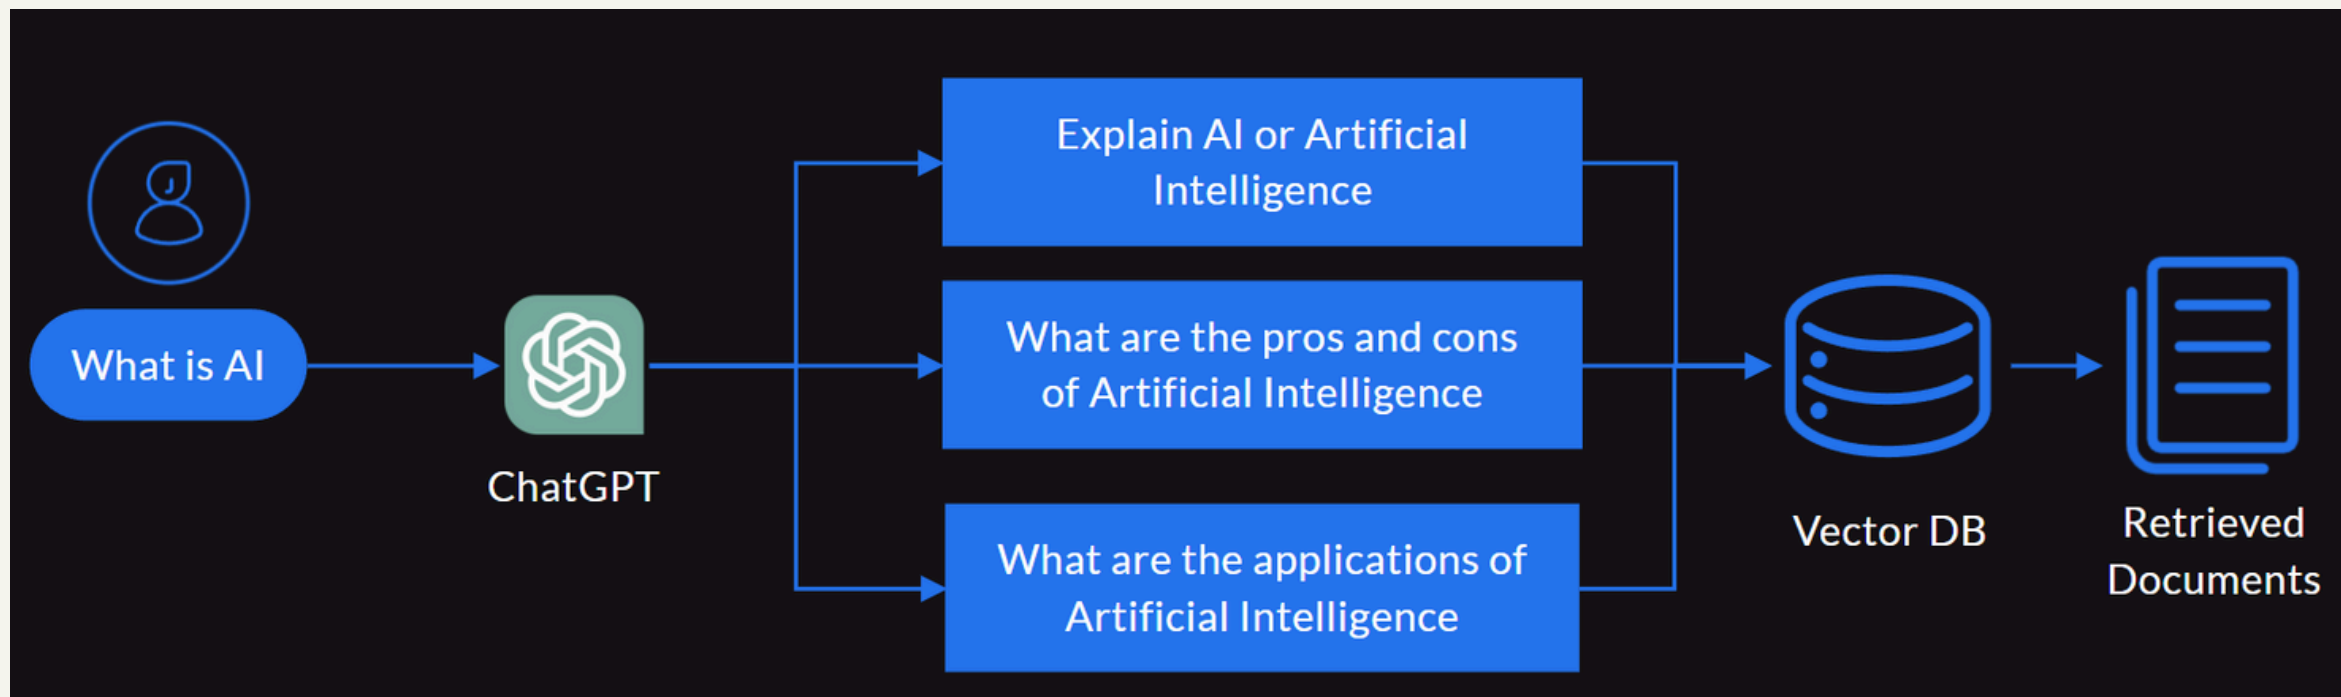 What is AI
ChatGPT
Explain AI or Artificial
Intelligence
What are the pros and cons
of Artificial Intelligence
What are the applications of
Artificial Intelligence
Vector DB
Retrieved
Documents